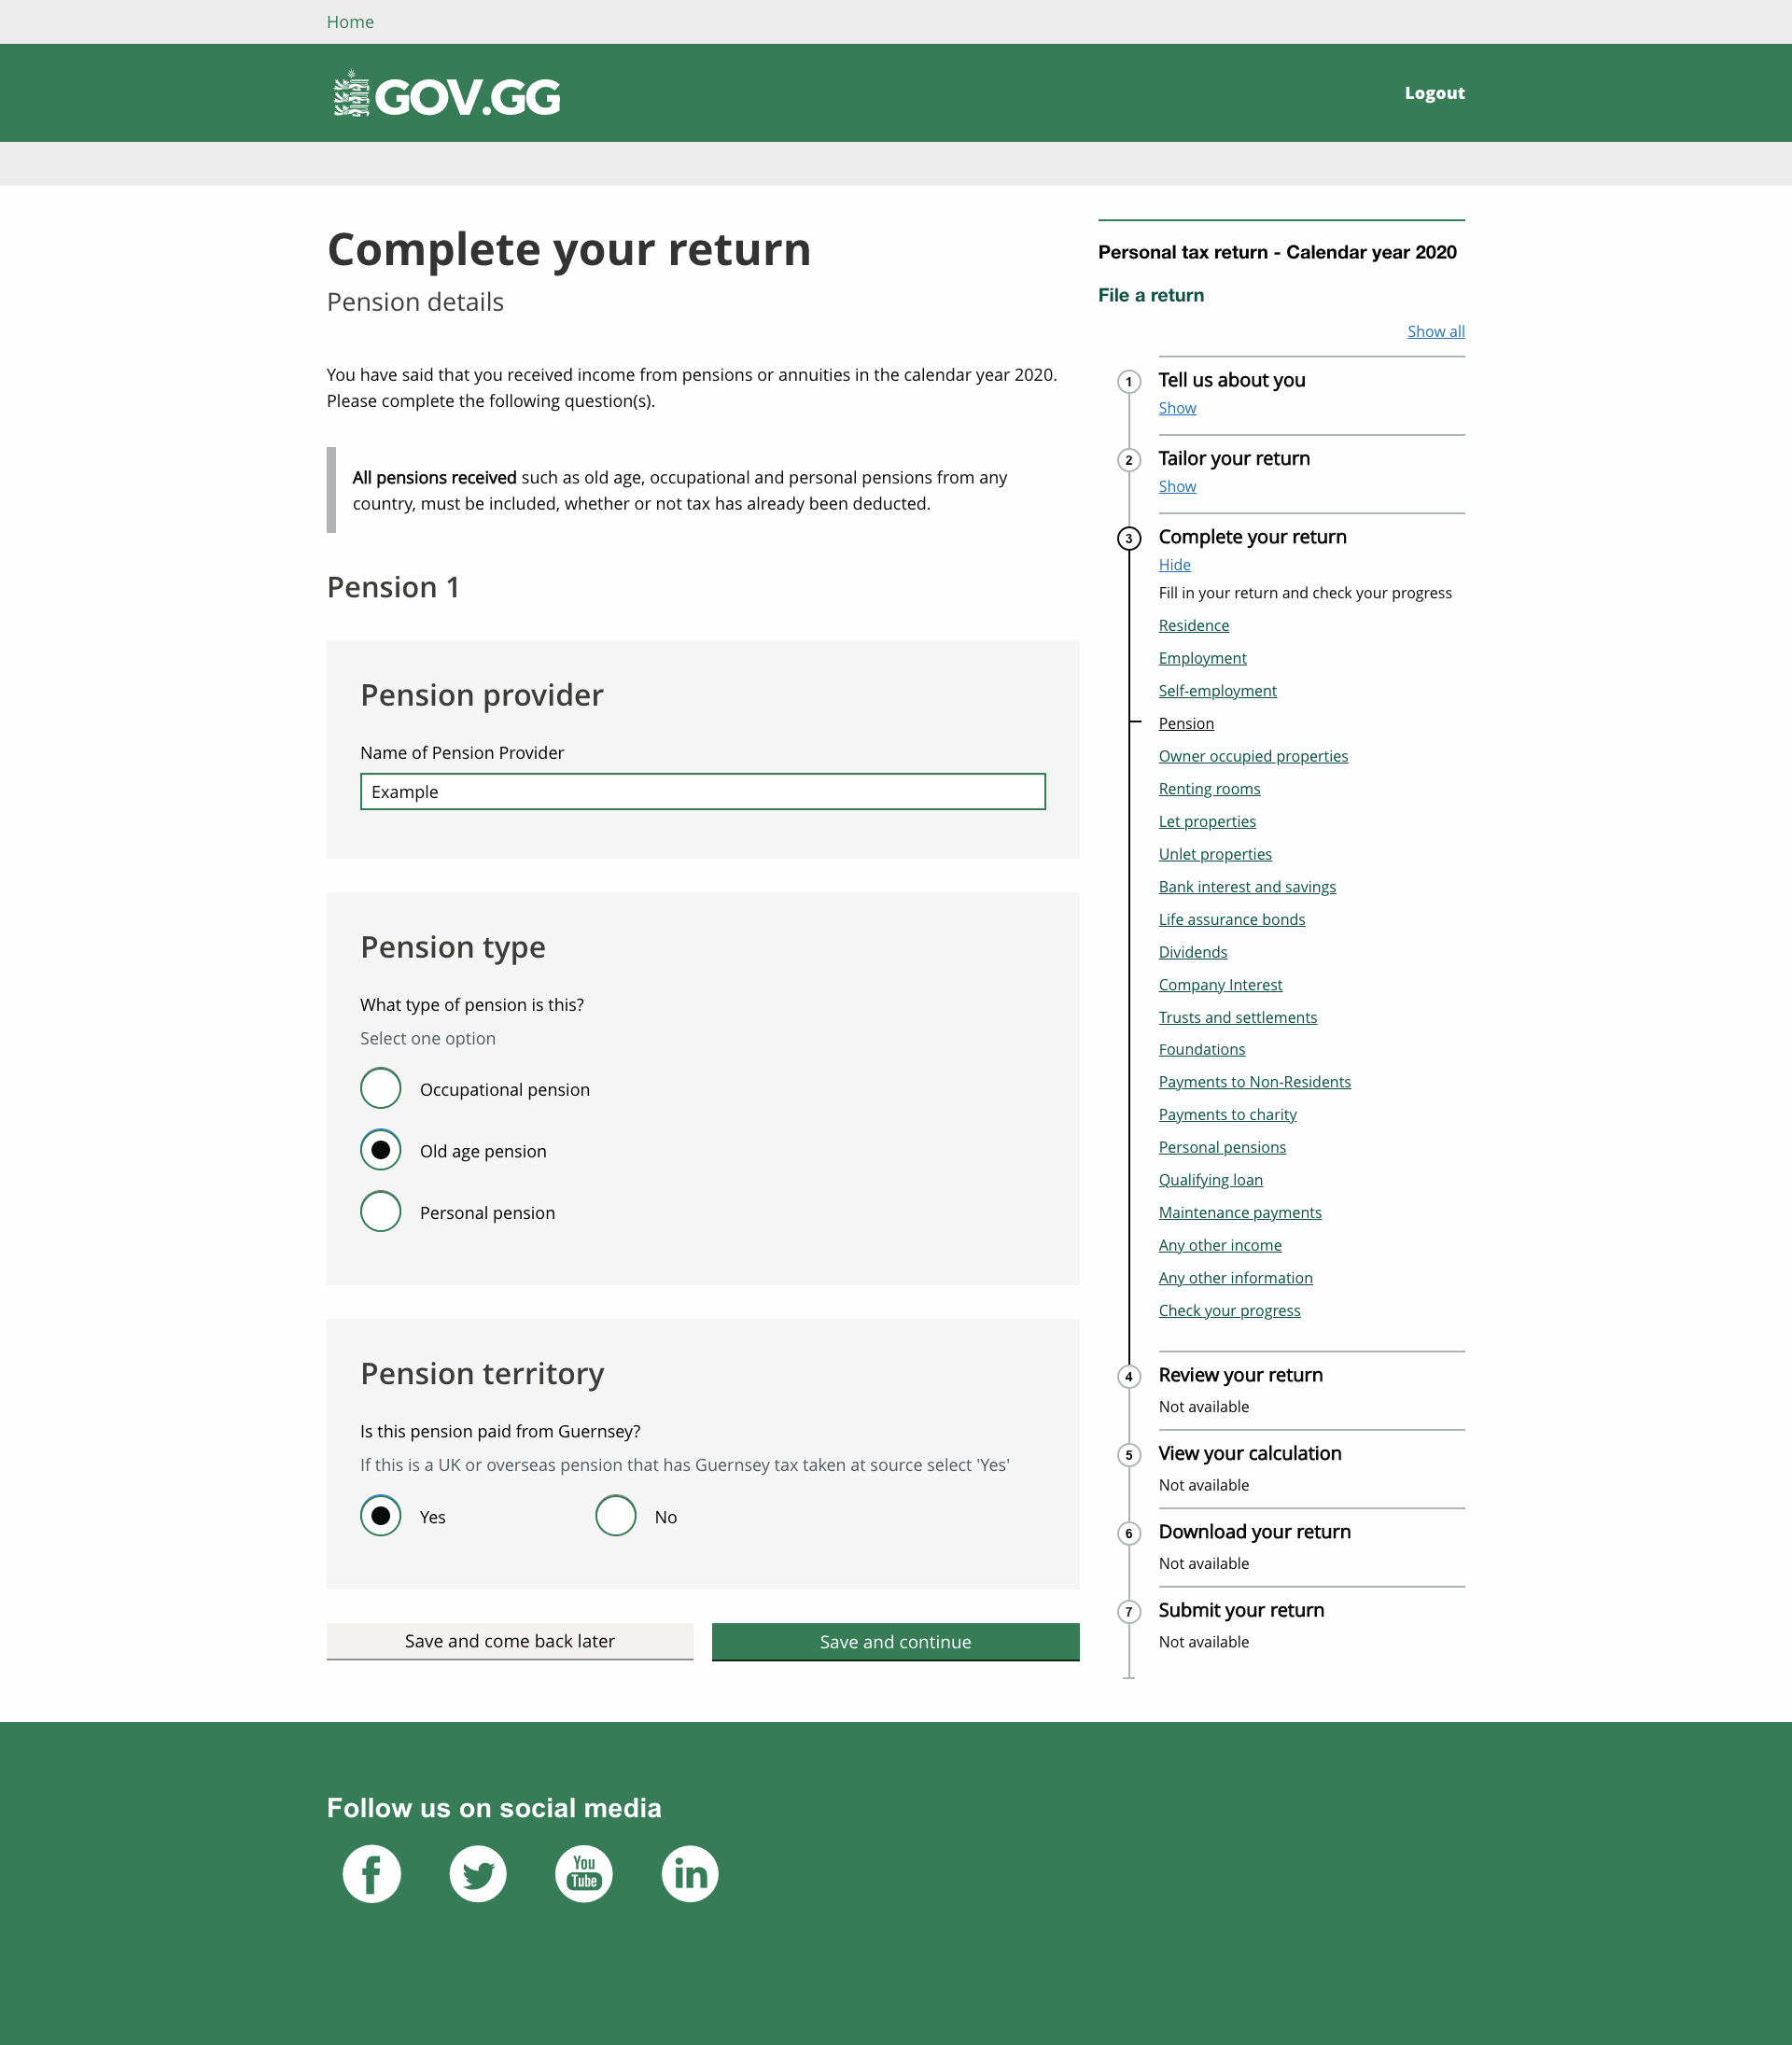 Home
GOV.GG
Logout
Complete your return
Pension details
You have said that you received income from pensions or annuities in the calendar year 2020.
Please complete the following question(s).
All pensions received such as old age, occupational and personal pensions from any
country, must be included, whether or not tax has already been deducted.
Pension 1
Pension provider
Name of Pension Provider
Example
Pension type
What type of pension is this?
Select one option
Occupational pension
Old age pension
Personal pension
Pension territory
Is this pension paid from Guernsey?
If this is a UK or overseas pension that has Guernsey tax taken at source select 'Yes'
Yes
No
Save and come back later
Save and continue
Personal tax return - Calendar year 2020
File a return
Show all
1 Tell us about you
Show
2 Tailor your return
Show
3 Complete your return
Hide
Fill in your return and check your progress
Residence
Employment
Self-employment
Pension
Owner occupied properties
Renting rooms
Let properties
Unlet properties
Bank interest and savings
Life assurance bonds
Dividends
Company Interest
Trusts and settlements
Foundations
Payments to Non-Residents
Payments to charity
Personal pensions
Qualifying loan
Maintenance payments
Any other income
Any other information
Check your progress
4 Review your return
Not available
5 View your calculation
Not available
6 Download your return
Not available
7 Submit your return
Not available
Follow us on social media
f
You
Tube
in